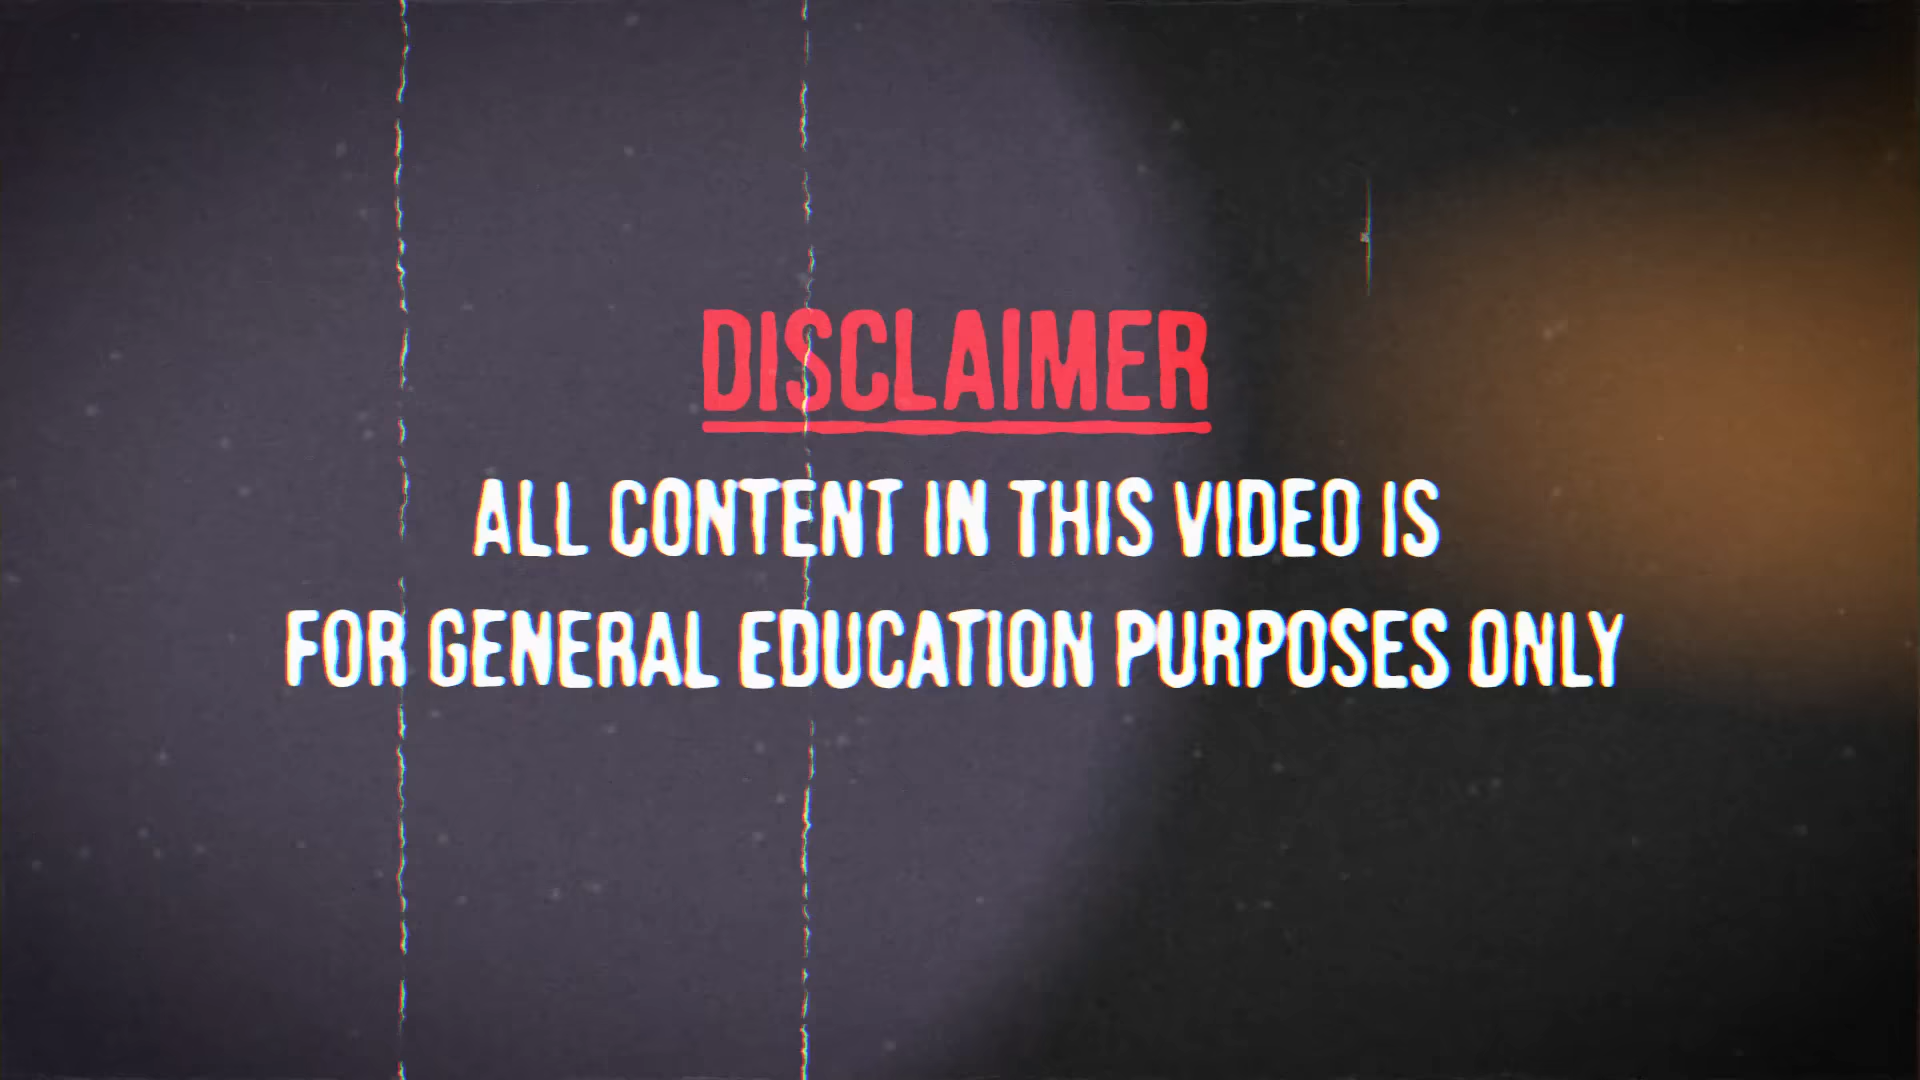 DISCLAIMER
ALL CONTENT IN THIS VIDEO IS
FOR GENERAL EDUCATION PURPOSES ONLY